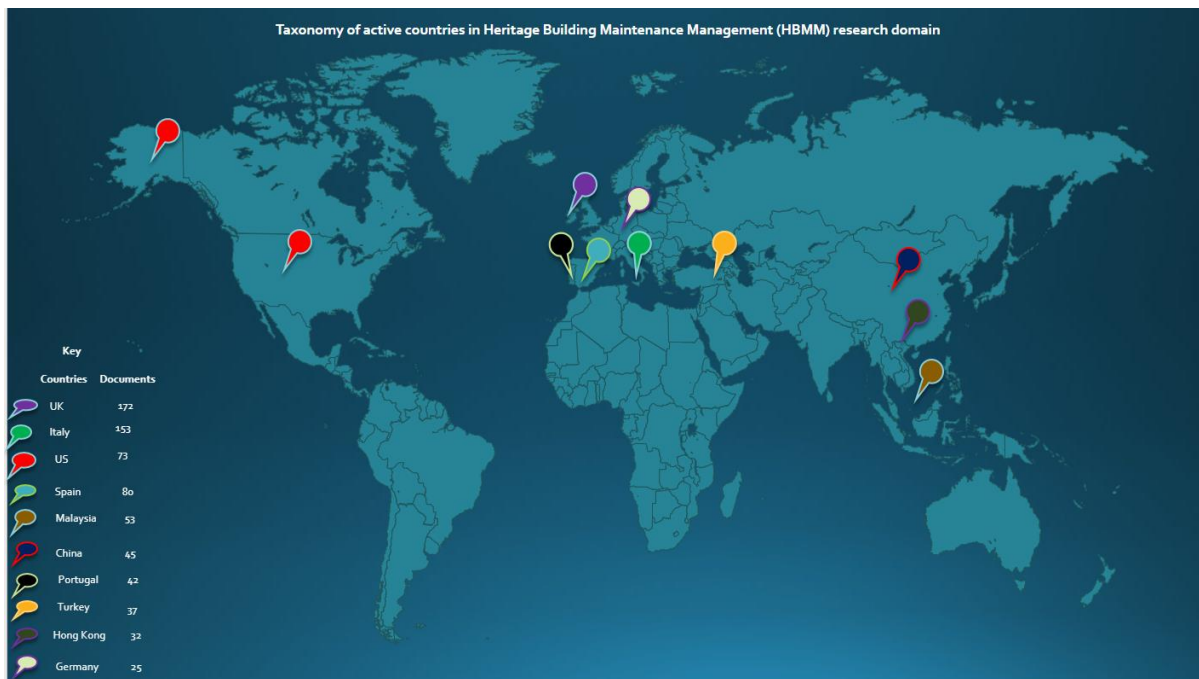 Taxonomy of active countries in Heritage Building Maintenance Management (HBMM) research domain
Key
Countries Documents
UK 172
Italy 153
US 73
Spain 80
Malaysia 53
China 45
Portugal 42
Turkey 37
Hong Kong 32
Germany 25